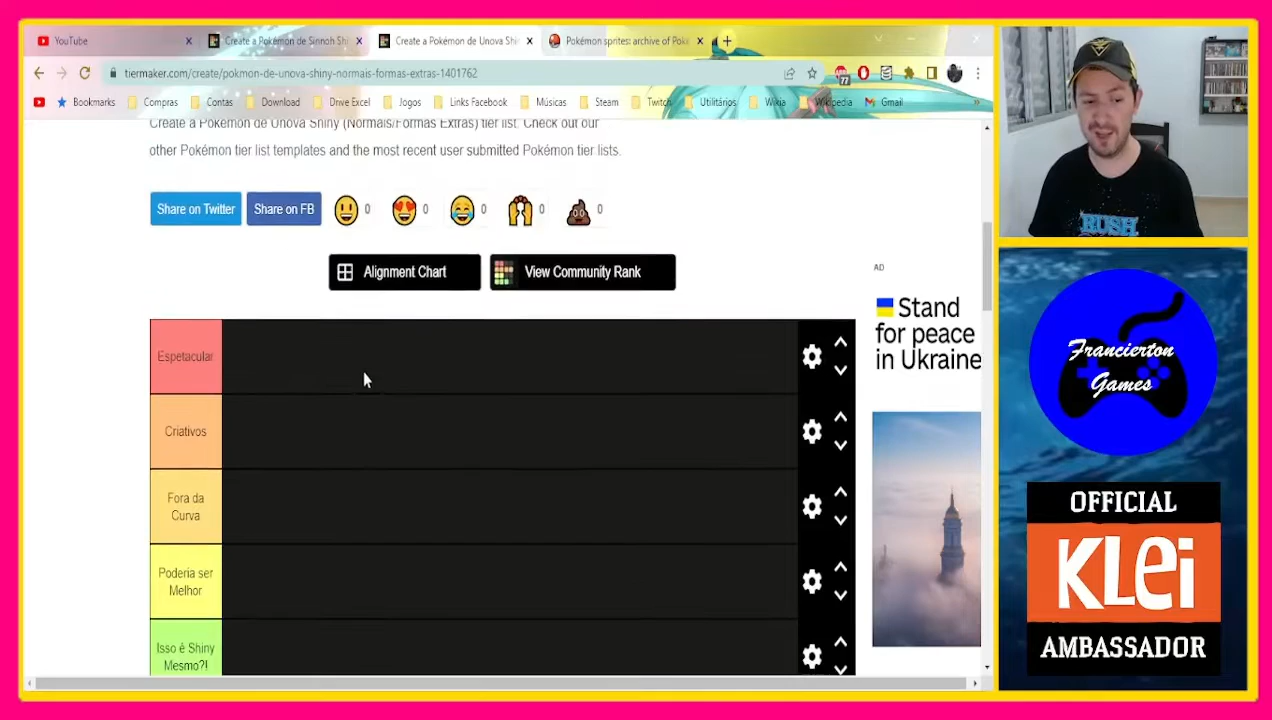 YouTube
Create a Pokémon de Sinnoh Shi
Create a Pokémon de Unova Shi
Pokémon sprites: archive of Pok
tiermaker.com/create/pokmon-de-unova-shiny-normais-formas-extras-1401762
77
Bookmarks
Compras
Contas
Download
Drive Excel
Jogos
Links Facebook
Músicas
Steam
Twitch
Utilitários
Wikia
Wikipedia
Gmail
Create a Pokémon de Unova Shiny (Normais/Formas Extras) tier list. Check out our
other Pokémon tier list templates and the most recent user submitted Pokémon tier lists.
Share on Twitter
Share on FB
0
0
0
0
0
Alignment Chart
View Community Rank
AD
Stand
for peace
in Ukraine
Espetacular
Criativos
Fora da
Curva
Poderia ser
Melhor
Isso é Shiny
Mesmo?!
RUSH
Francierton
Games
OFFICIAL
KLEi
AMBASSADOR